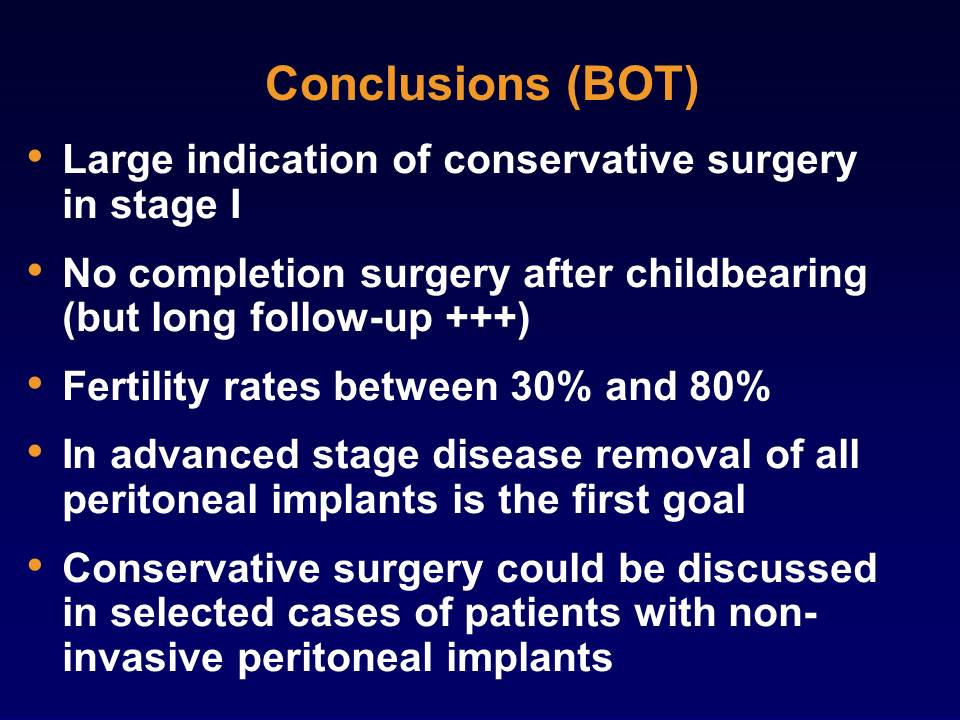 Conclusions (BOT)
• Large indication of conservative surgery
in stage I
• No completion surgery after childbearing
(but long follow-up +++)
• Fertility rates between 30% and 80%
• In advanced stage disease removal of all
peritoneal implants is the first goal
• Conservative surgery could be discussed
in selected cases of patients with non-
invasive peritoneal implants